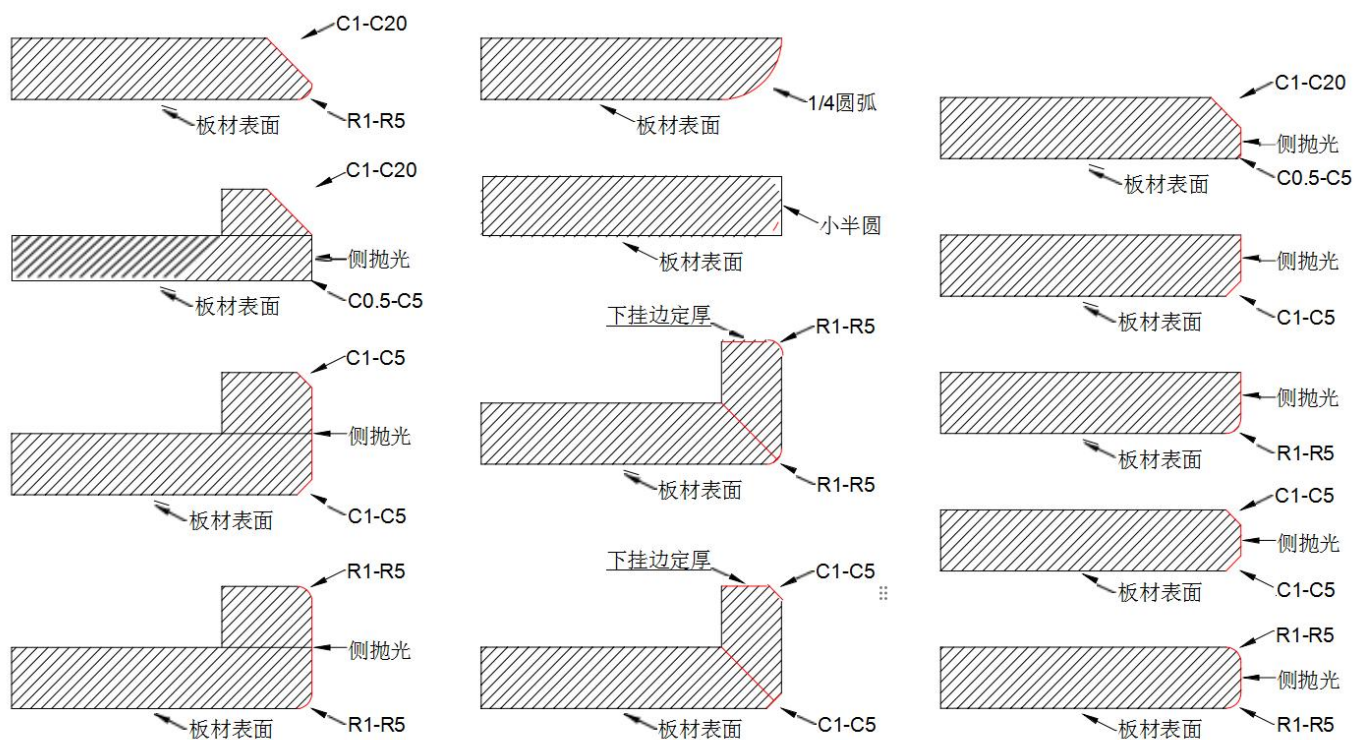 C1-C20
R1-R5
板材表面
C1-C20
侧抛光
C0.5-C5
板材表面
C1-C5
侧抛光
C1-C5
板材表面
R1-R5
侧抛光
R1-R5
板材表面
1/4圆弧
板材表面
小半圆
板材表面
下挂边定厚
R1-R5
R1-R5
板材表面
下挂边定厚
C1-C5
C1-C5
板材表面
C1-C20
侧抛光
C0.5-C5
板材表面
侧抛光
C1-C5
板材表面
侧抛光
R1-R5
板材表面
C1-C5
侧抛光
C1-C5
板材表面
R1-R5
侧抛光
R1-R5
板材表面